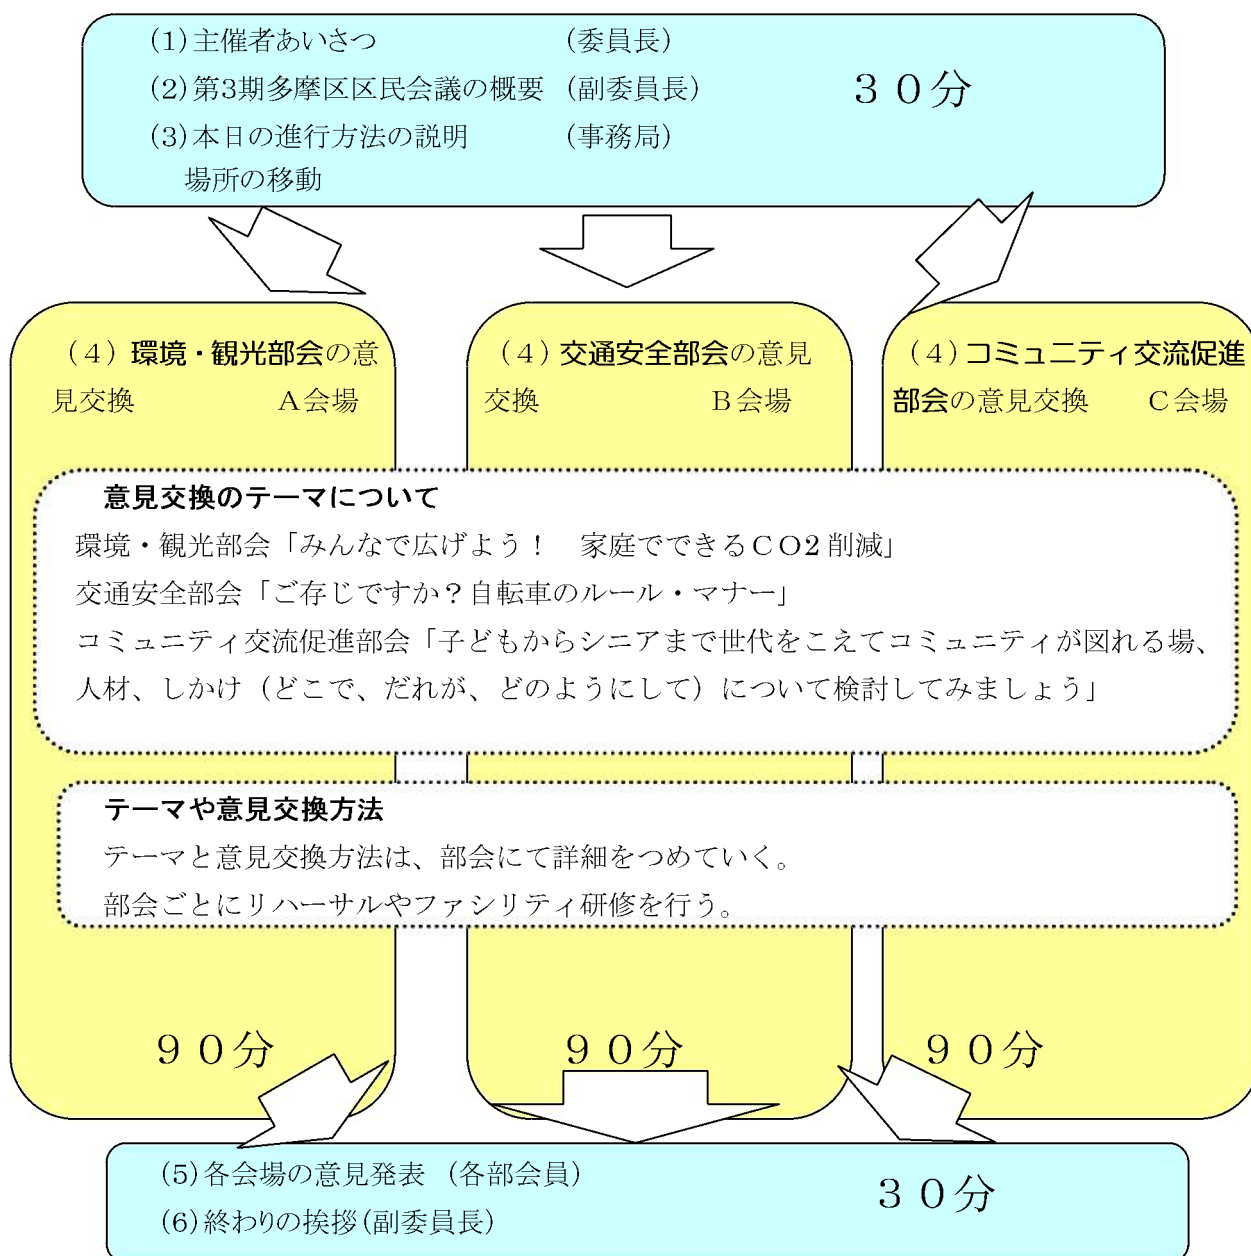 (1)主催者あいさつ (委員長)
(2)第3期多摩区区民会議の概要 (副委員長)
(3)本日の進行方法の説明 (事務局)
場所の移動
３０分
(4) 環境・観光部会の意
見交換 A会場
(4) 交通安全部会の意見
交換 B会場
(4) コミュニティ交流促進
部会の意見交換 C会場
意見交換のテーマについて
環境・観光部会「みんなで広げよう！　家庭でできるCO2削減」
交通安全部会「ご存じですか？自転車のルール・マナー」
コミュニティ交流促進部会「子どもからシニアまで世代をこえてコミュニティが図れる場、
人材、しかけ（どこで、だれが、どのようにして）について検討してみましょう」
テーマや意見交換方法
テーマと意見交換方法は、部会にて詳細をつめていく。
部会ごとにリハーサルやファシリティ研修を行う。
９０分
９０分
９０分
(5)各会場の意見発表 (各部会員)
(6)終わりの挨拶(副委員長)
３０分